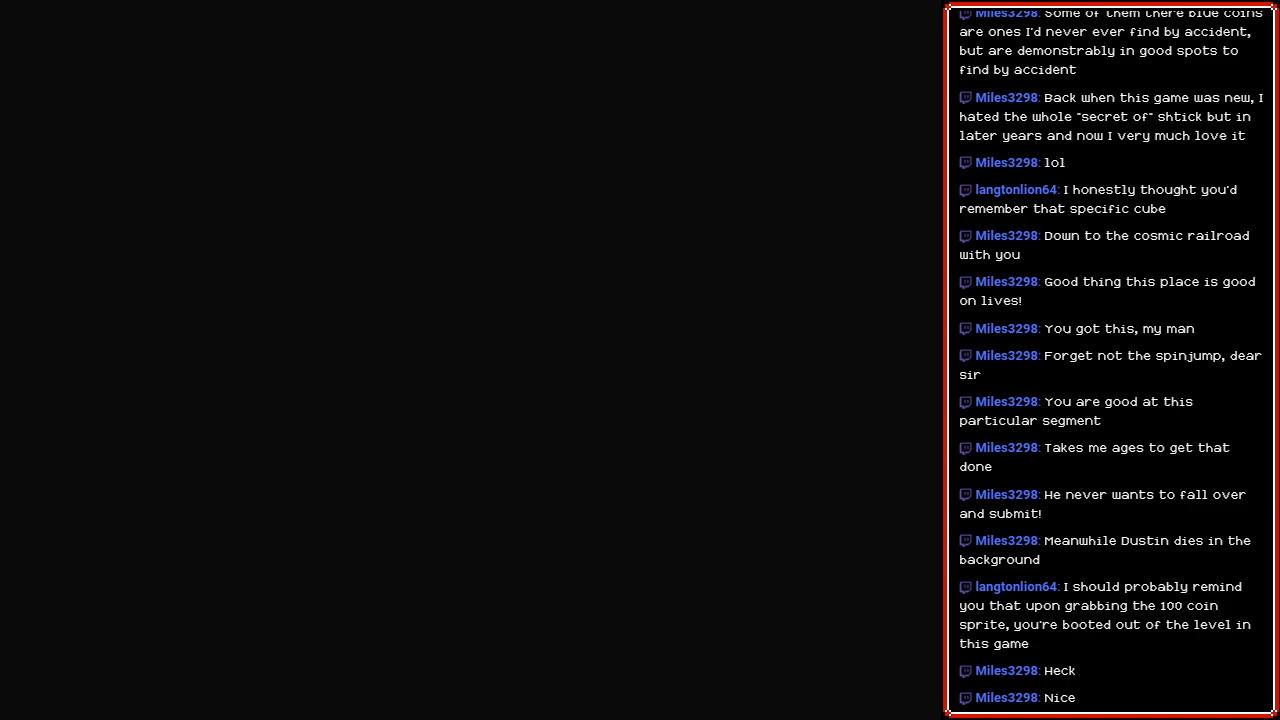 Miles3298: Some of them there blue coins
are ones I'd never ever find by accident,
but are demonstrably in good spots to
find by accident
Miles3298: Back when this game was new, I
hated the whole "secret of" shtick but in
later years and now I very much love it
Miles3298: lol
langtonlion64: I honestly thought you'd
remember that specific cube
Miles3298: Down to the cosmic railroad
with you
Miles3298: Good thing this place is good
on lives!
Miles3298: You got this, my man
Miles3298: Forget not the spinjump, dear
sir
Miles3298: You are good at this
particular segment
Miles3298: Takes me ages to get that
done
Miles3298: He never wants to fall over
and submit!
Miles3298: Meanwhile Dustin dies in the
background
langtonlion64: I should probably remind
you that upon grabbing the 100 coin
sprite, you're booted out of the level in
this game
Miles3298: Heck
Miles3298: Nice